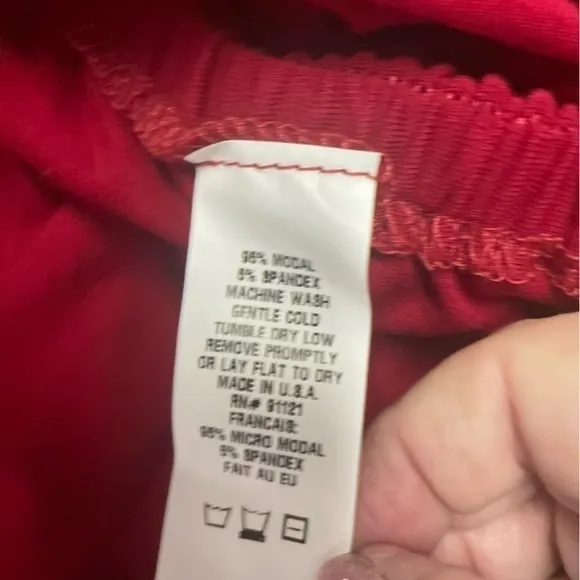 95% MODAL
5% SPANDEX
MACHINE WASH
GENTLE COLD
TUMBLE DRY LOW
REMOVE PROMPTLY
OR LAY FLAT TO DRY
MADE IN U.S.A.
RN# 91121
FRANCAIS:
95% MICRO MODAL
5% SPANDEX
FAIT AU EU